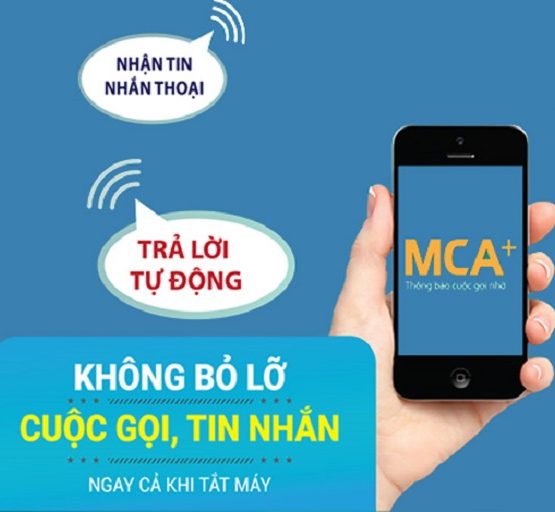 NHẬN TIN
NHẮN THOẠI
TRẢ LỜI
TỰ ĐỘNG
MCA+
Thông báo cuộc gọi nhỡ
KHÔNG BỎ LỠ
CUỘC GỌI, TIN NHẮN
NGAY CẢ KHI TẮT MÁY